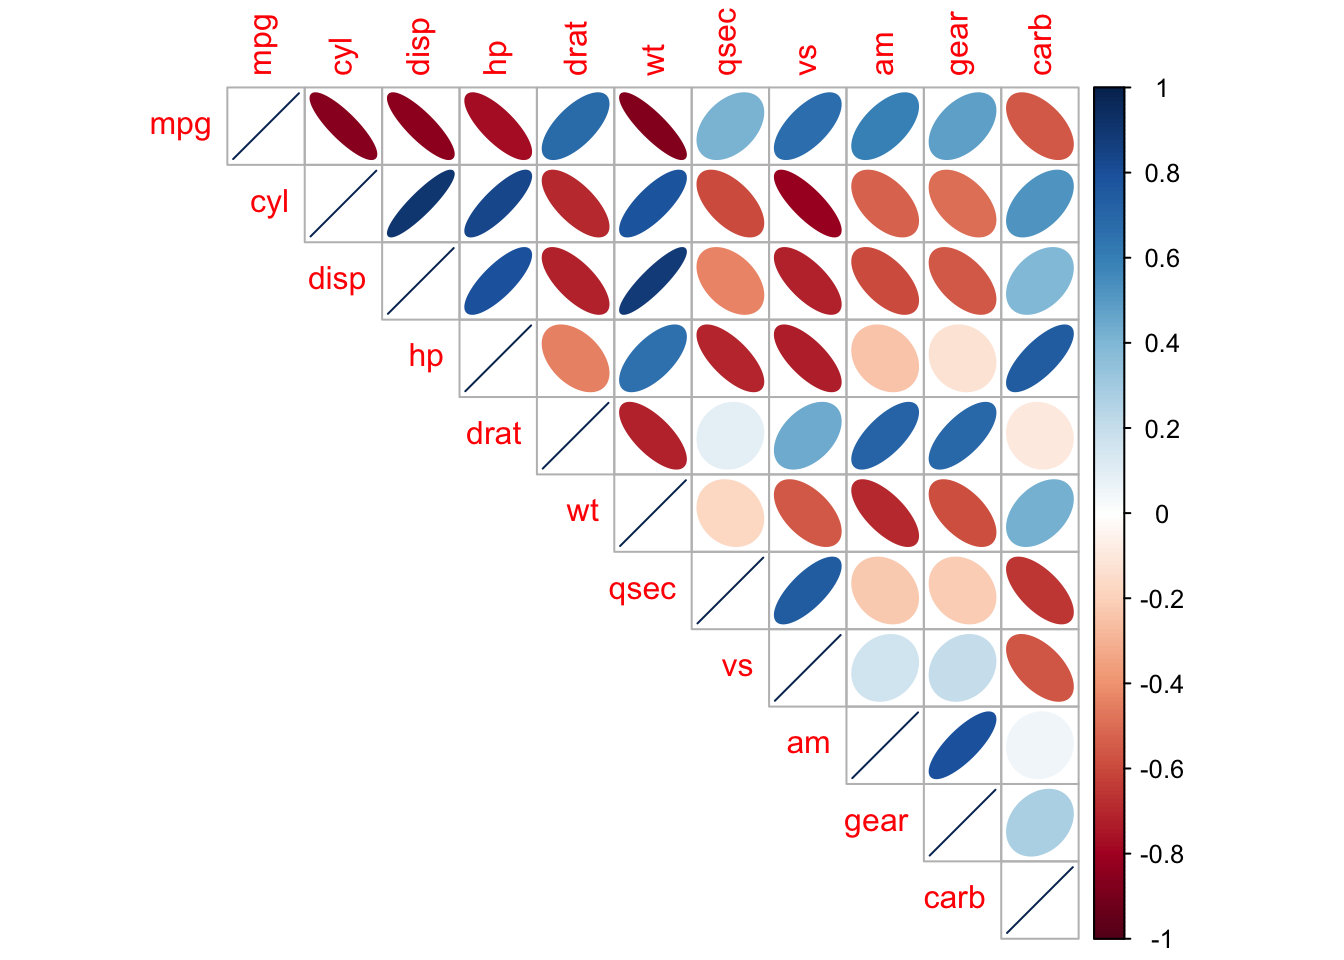 mpg cyl disp hp drat wt qsec vs am gear carb
mpg
cyl
disp
hp
drat
wt
qsec
vs
am
gear
carb
1
0.8
0.6
0.4
0.2
0
-0.2
-0.4
-0.6
-0.8
-1